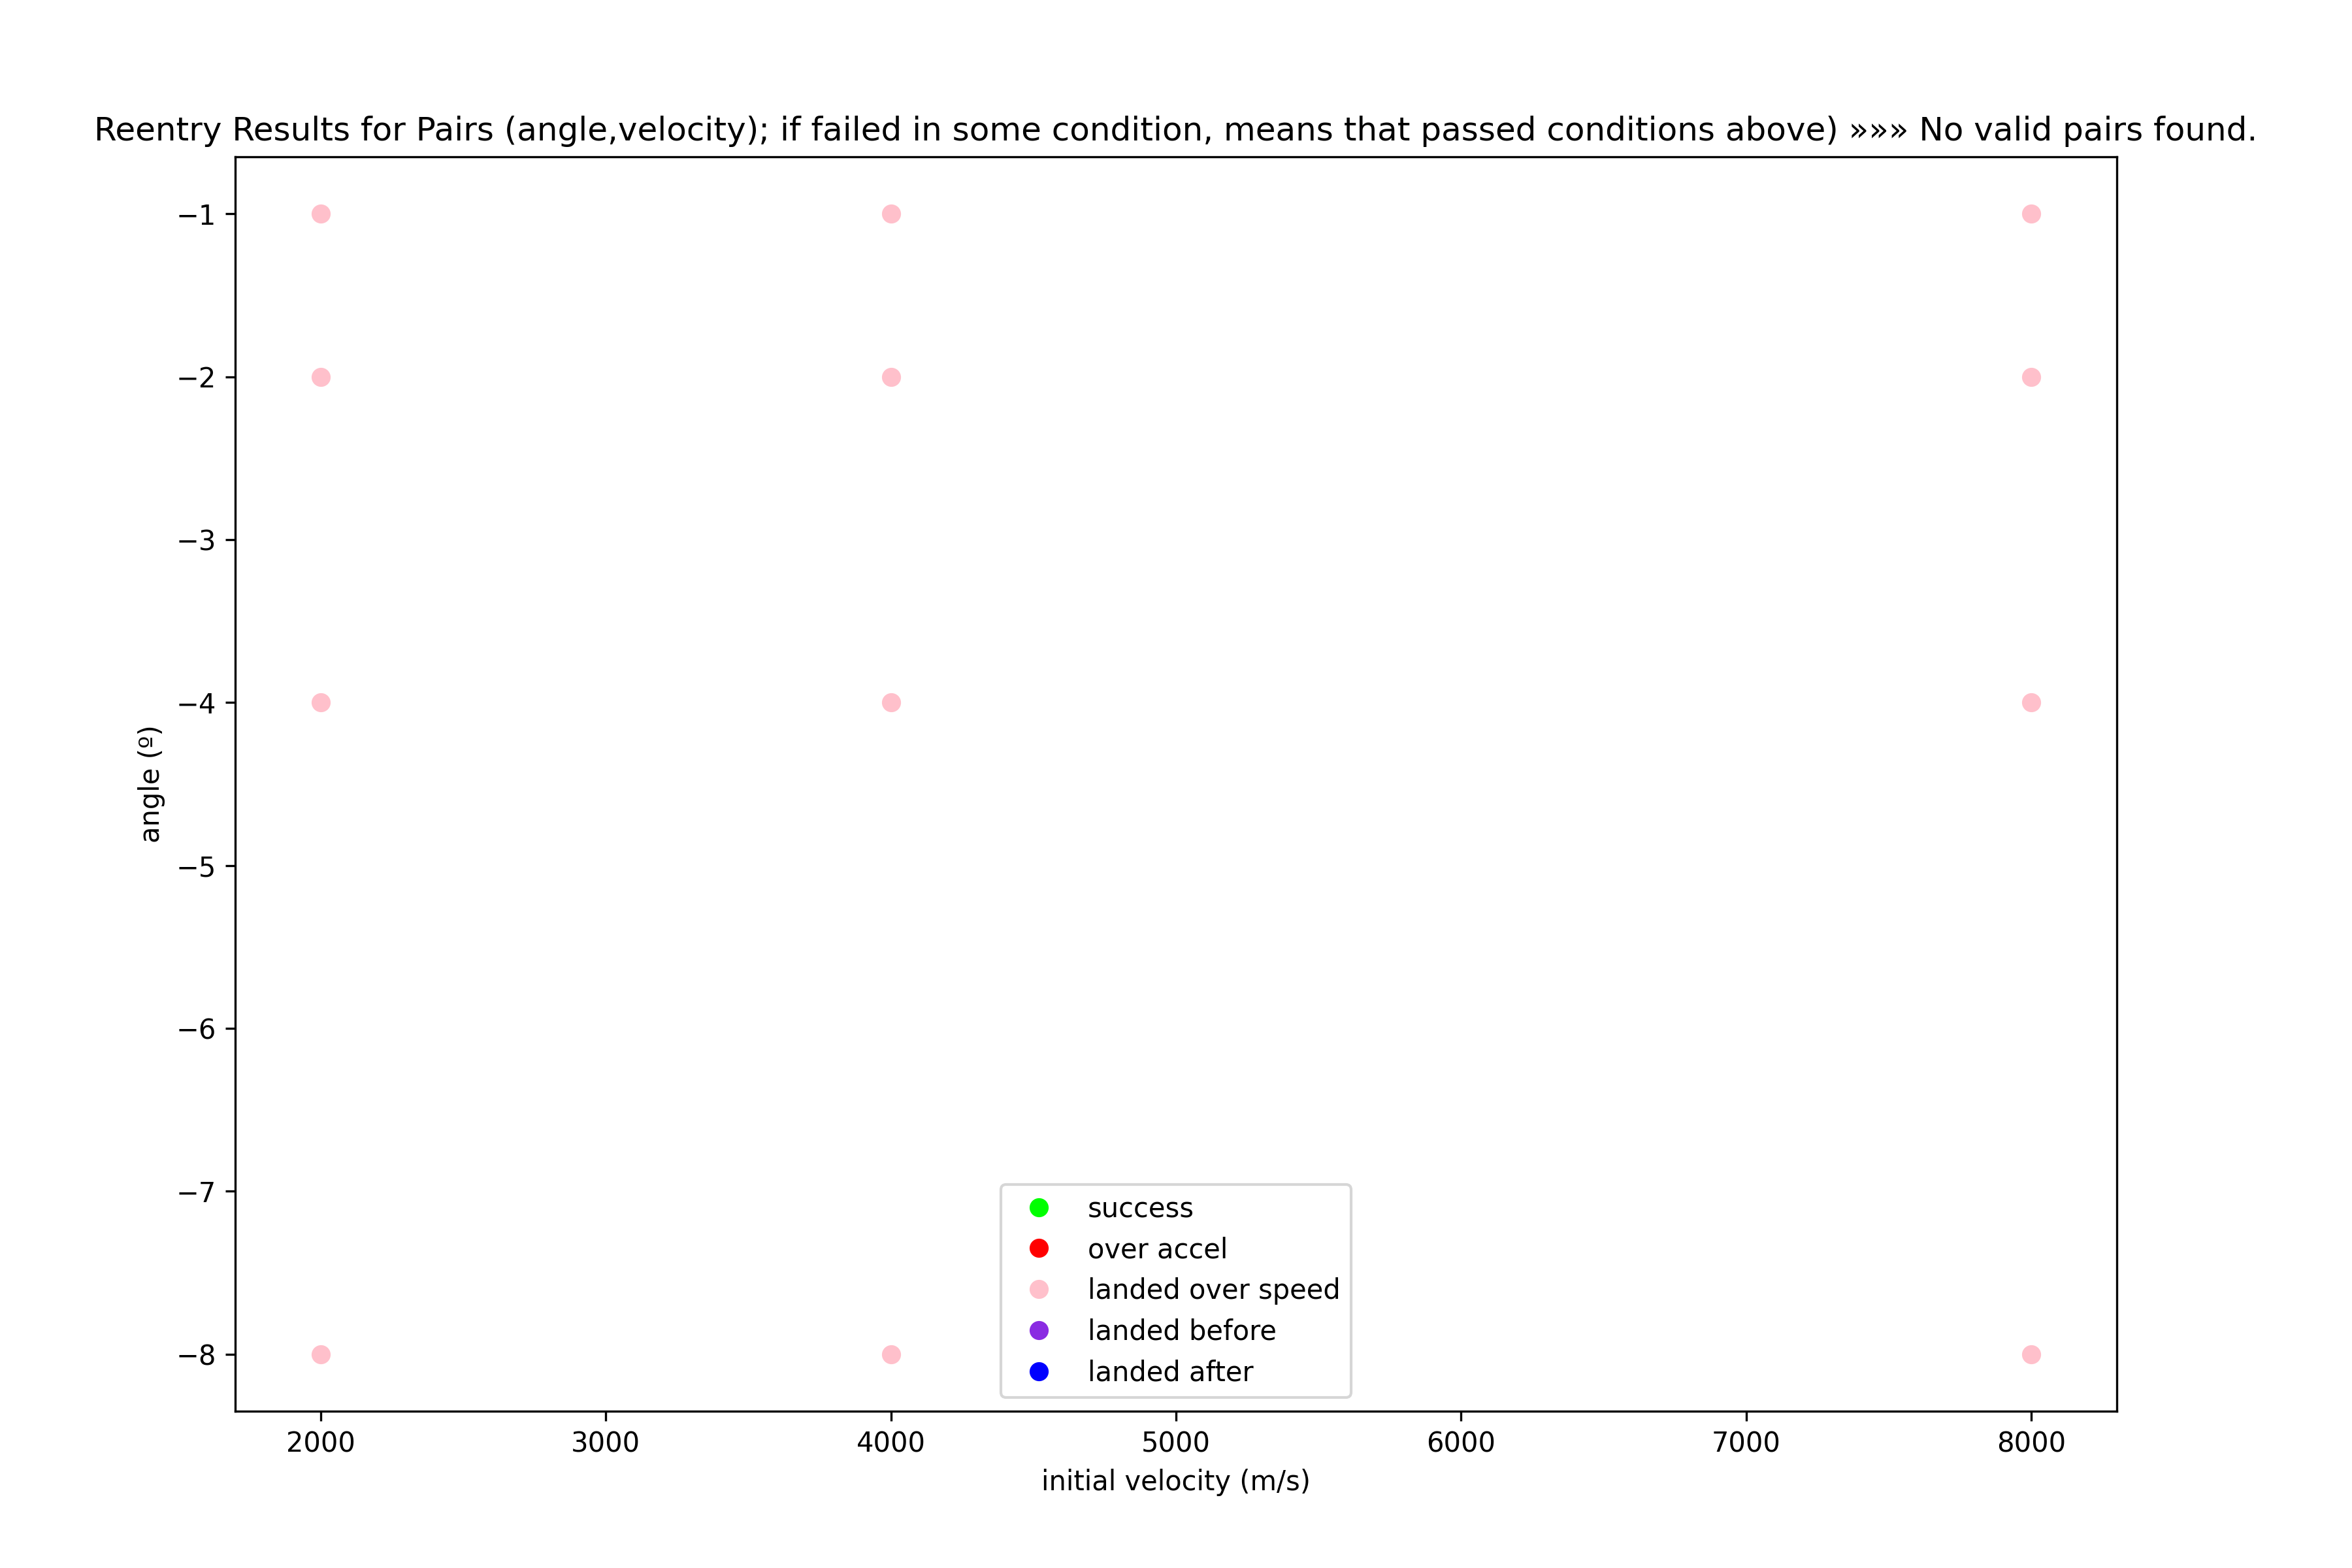 Reentry Results for Pairs (angle,velocity); if failed in some condition, means that passed conditions above) »»» No valid pairs found.
−1
−2
−3
−4
angle (º)
−5
−6
−7
−8
success
over accel
landed over speed
landed before
landed after
2000 3000 4000 5000 6000 7000 8000
initial velocity (m/s)